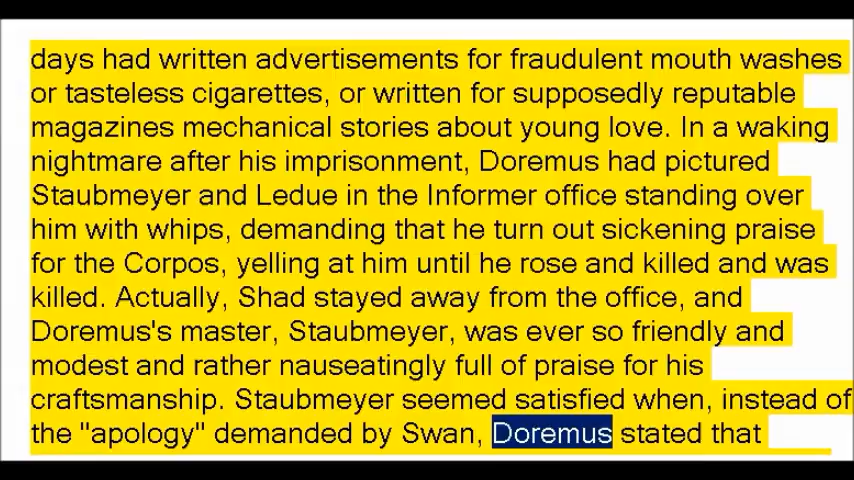 days had written advertisements for fraudulent mouth washes
or tasteless cigarettes, or written for supposedly reputable
magazines mechanical stories about young love. In a waking
nightmare after his imprisonment, Doremus had pictured
Staubmeyer and Ledue in the Informer office standing over
him with whips, demanding that he turn out sickening praise
for the Corpos, yelling at him until he rose and killed and was
killed. Actually, Shad stayed away from the office, and
Doremus's master, Staubmeyer, was ever so friendly and
modest and rather nauseatingly full of praise for his
craftsmanship. Staubmeyer seemed satisfied when, instead of
the "apology" demanded by Swan, Doremus stated that